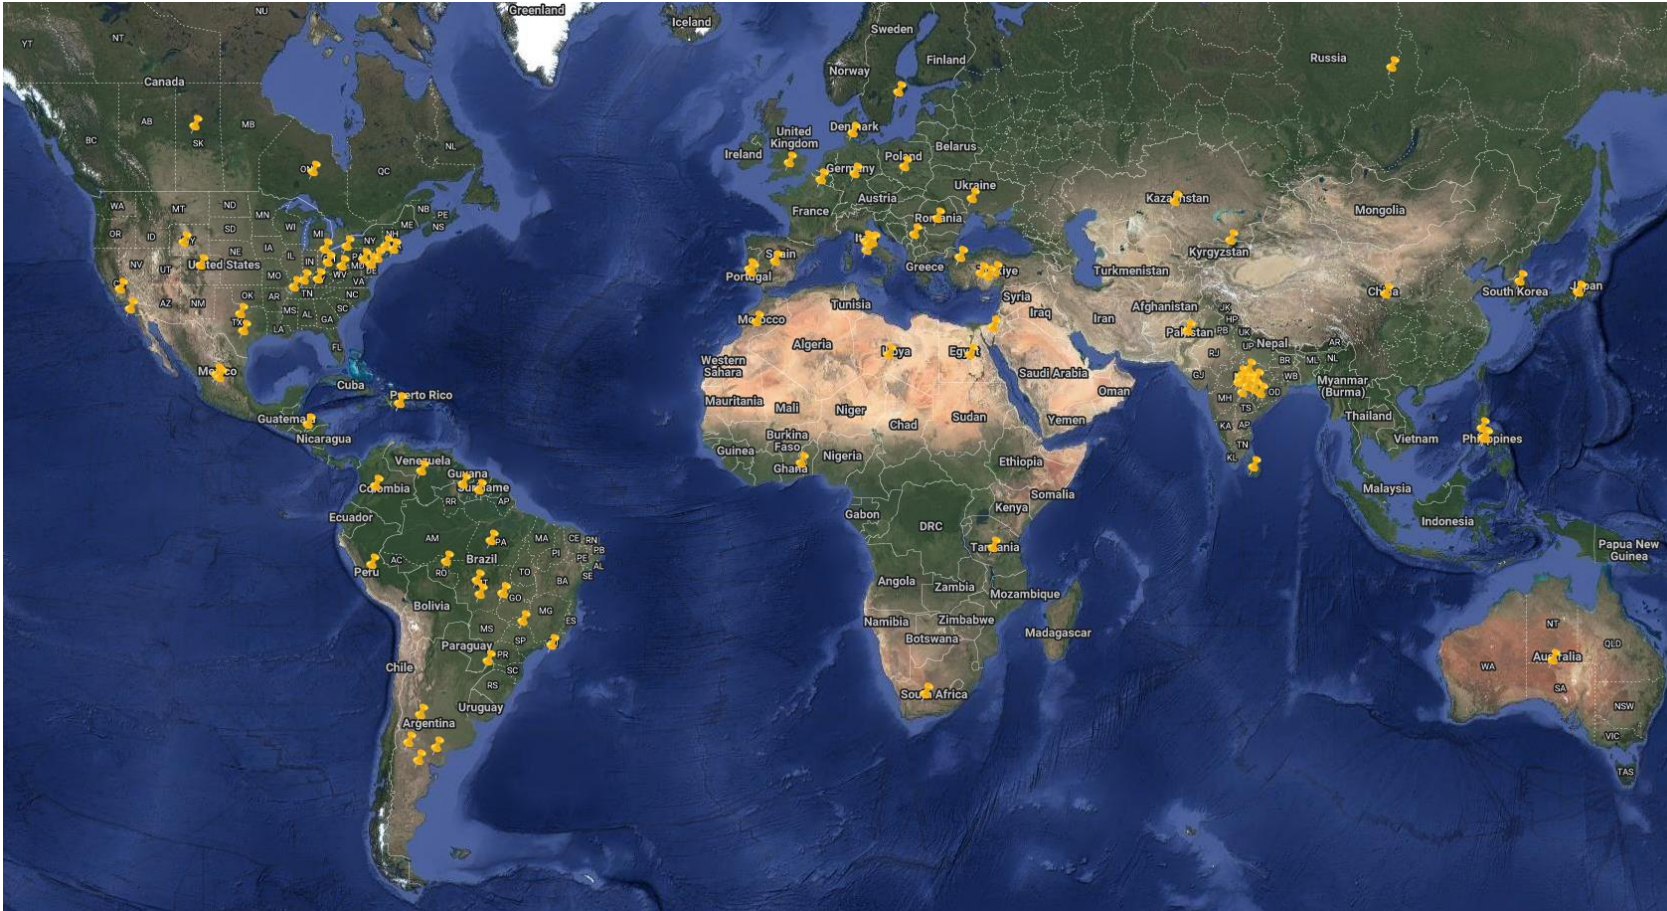 Greenland
NU
Iceland
Sweden
NT
YT
Finland
Russia
Norway
Canada
AB
MB
Denmark
United
Kingdom
BC
SK
NL
Belarus
Ireland
Poland
ON
QC
Germany
Ukraine
Austria
Kazakhstan
WA
MT
ND
NB
PE
France
Mongolia
MN
Romania
ME
NS
OR
ID
SD
WI
MI
NY
NH
NE
IA
Spain
Kyrgyzstan
NV
UT
United States
IL
IN
WV
MD
DE
Portugal
Greece
Türkiye
Turkmenistan
MO
VA
China
South Korea
Japan
AZ
NM
OK
AR
TN
NC
Tunisia
Syria
Afghanistan
JK
MS
AL
GA
SC
Morocco
Iraq
Iran
HP
TX
LA
Pakistan
PB
UK
FL
Algeria
Libya
Egypt
RJ
UP
Nepal
AR
BR
ML
NL
Western
Sahara
Mexico
Cuba
Saudi Arabia
GJ
WB
Myanmar
(Burma)
Puerto Rico
Mauritania
Mali
Niger
Oman
MH
OD
TS
Guatemala
Chad
Sudan
Yemen
Thailand
KA
AP
Nicaragua
Burkina
Faso
TN
Vietnam
Philippines
Guinea
Nigeria
KL
Venezuela
Ghana
Ethiopia
Guyana
Suriname
Colombia
Malaysia
RR
AP
Somalia
Kenya
Ecuador
Gabon
DRC
Indonesia
AM
PA
MA
CE
RN
PB
PI
Papua New
Guinea
AC
Brazil
PE
AL
Tanzania
Peru
RO
TO
BA
SE
MT
Angola
Zambia
Mozambique
GO
Bolivia
MG
ES
Namibia
Zimbabwe
NT
MS
SP
Botswana
Madagascar
QLD
Paraguay
PR
Australia
Chile
SC
WA
RS
South Africa
SA
Uruguay
NSW
Argentina
VIC
TAS